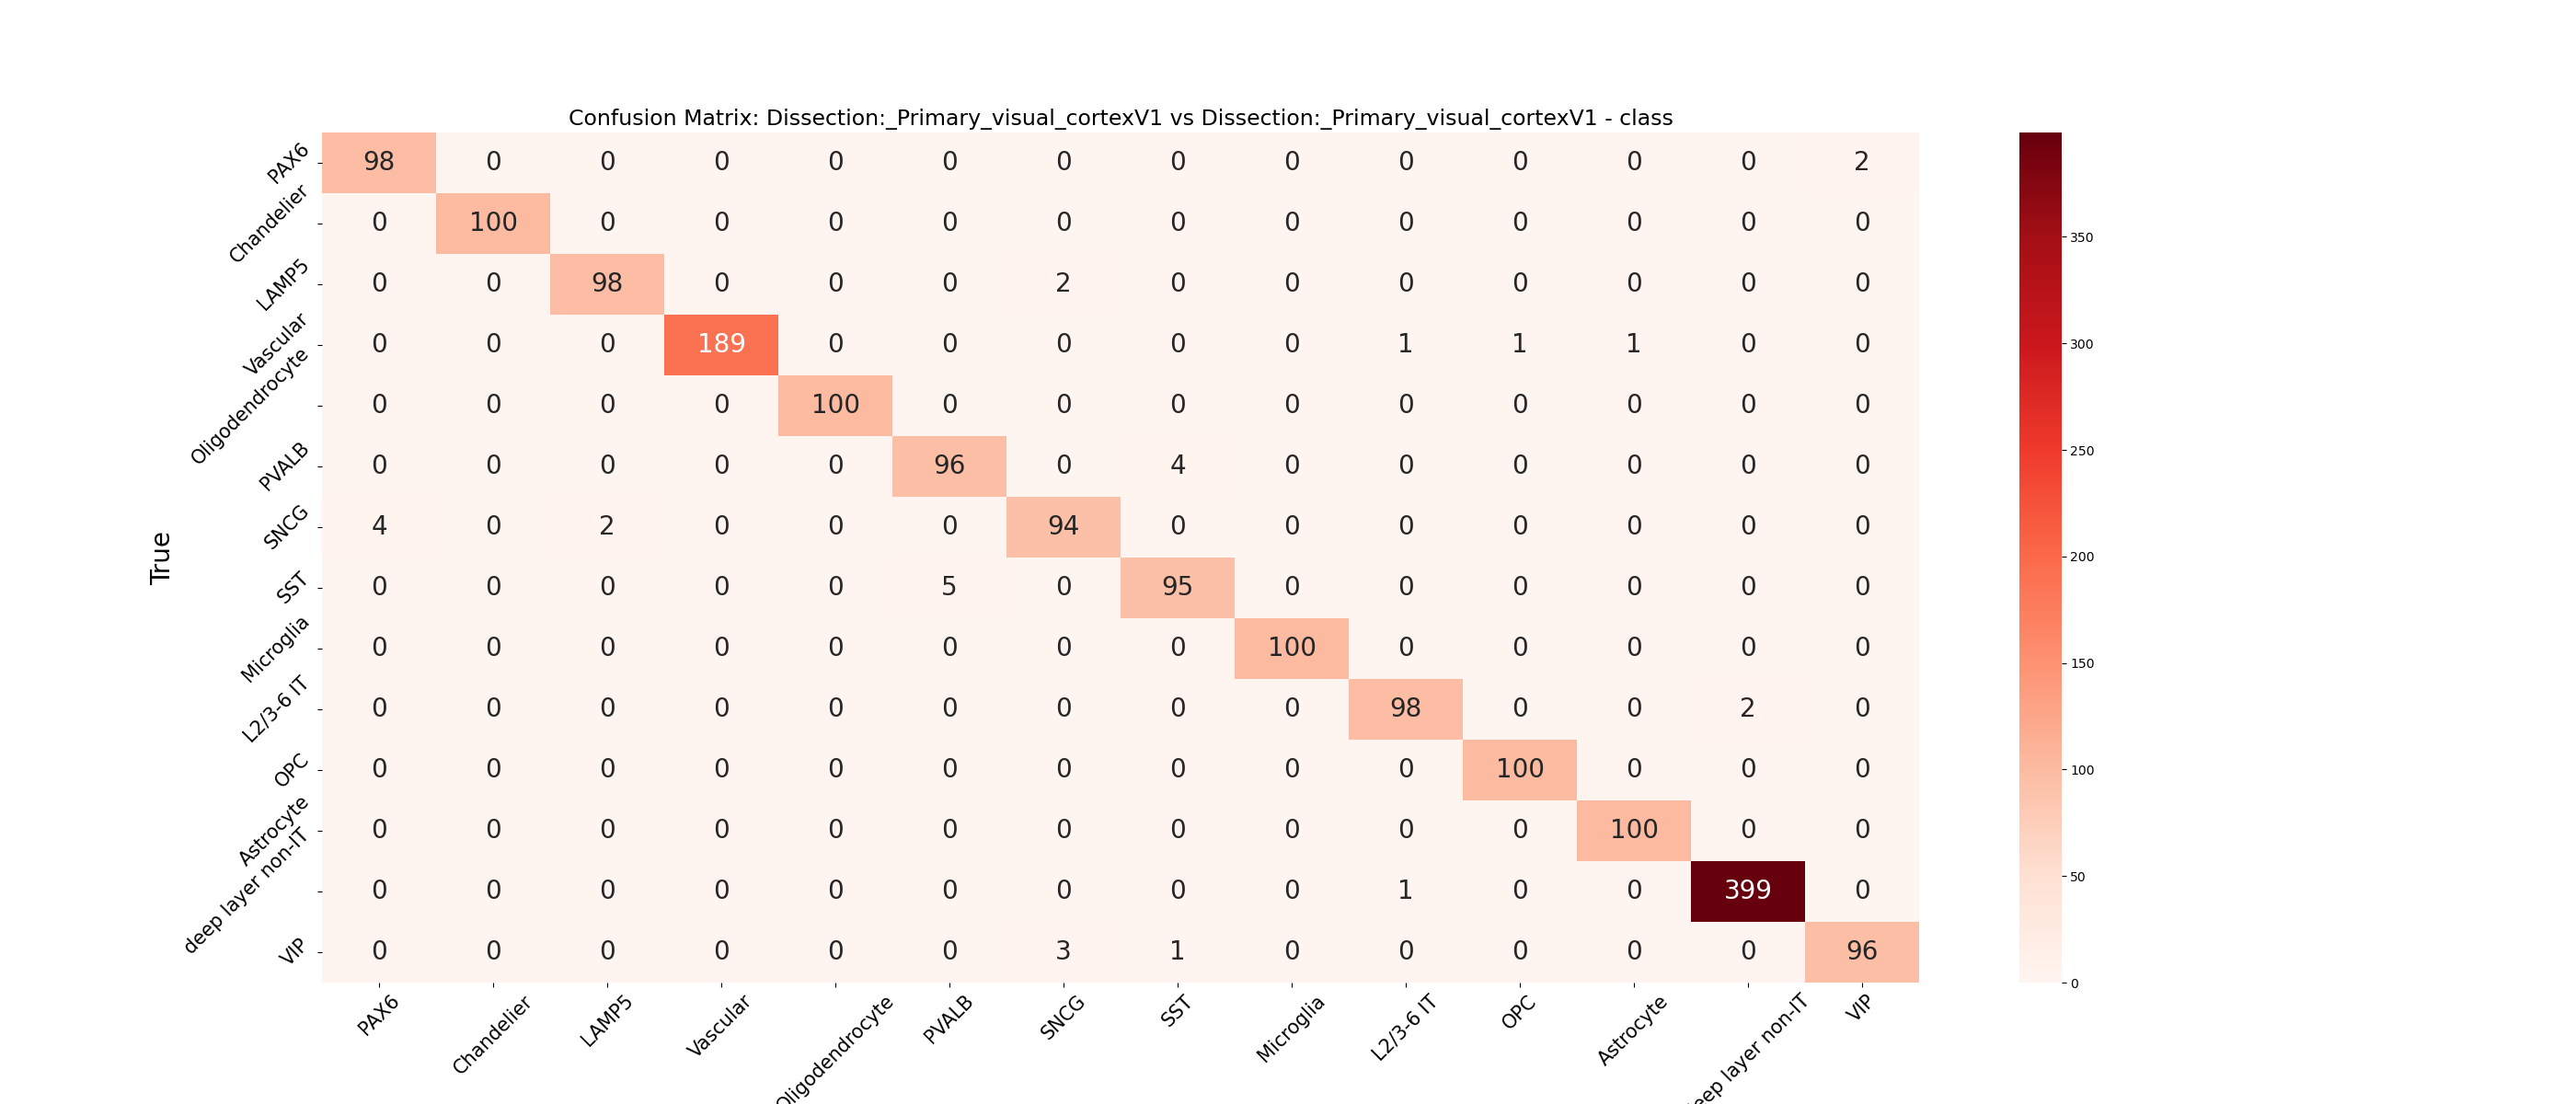 Confusion Matrix: Dissection:_Primary_visual_cortexV1 vs Dissection:_Primary_visual_cortexV1 - class
True
PAX6 98 0 0 0 0 0 0 0 0 0 0 0 0 2
Chandelier 0 100 0 0 0 0 0 0 0 0 0 0 0 0
LAMP5 0 0 98 0 0 0 2 0 0 0 0 0 0 0
Vascular 0 0 0 189 0 0 0 0 0 1 1 1 0 0
Oligodendrocyte 0 0 0 0 100 0 0 0 0 0 0 0 0 0
PVALB 0 0 0 0 0 96 0 4 0 0 0 0 0 0
SNCG 4 0 2 0 0 0 94 0 0 0 0 0 0 0
SST 0 0 0 0 0 5 0 95 0 0 0 0 0 0
Microglia 0 0 0 0 0 0 0 0 100 0 0 0 0 0
L2/3-6 IT 0 0 0 0 0 0 0 0 0 98 0 0 2 0
OPC 0 0 0 0 0 0 0 0 0 0 100 0 0 0
Astrocyte 0 0 0 0 0 0 0 0 0 0 0 100 0 0
deep layer non-IT 0 0 0 0 0 0 0 0 0 1 0 0 399 0
VIP 0 0 0 0 0 0 3 1 0 0 0 0 0 96
PAX6 Chandelier LAMP5 Vascular Oligodendrocyte PVALB SNCG SST Microglia L2/3-6 IT OPC Astrocyte eep layer non-IT VIP
350
300
250
200
150
100
50
0